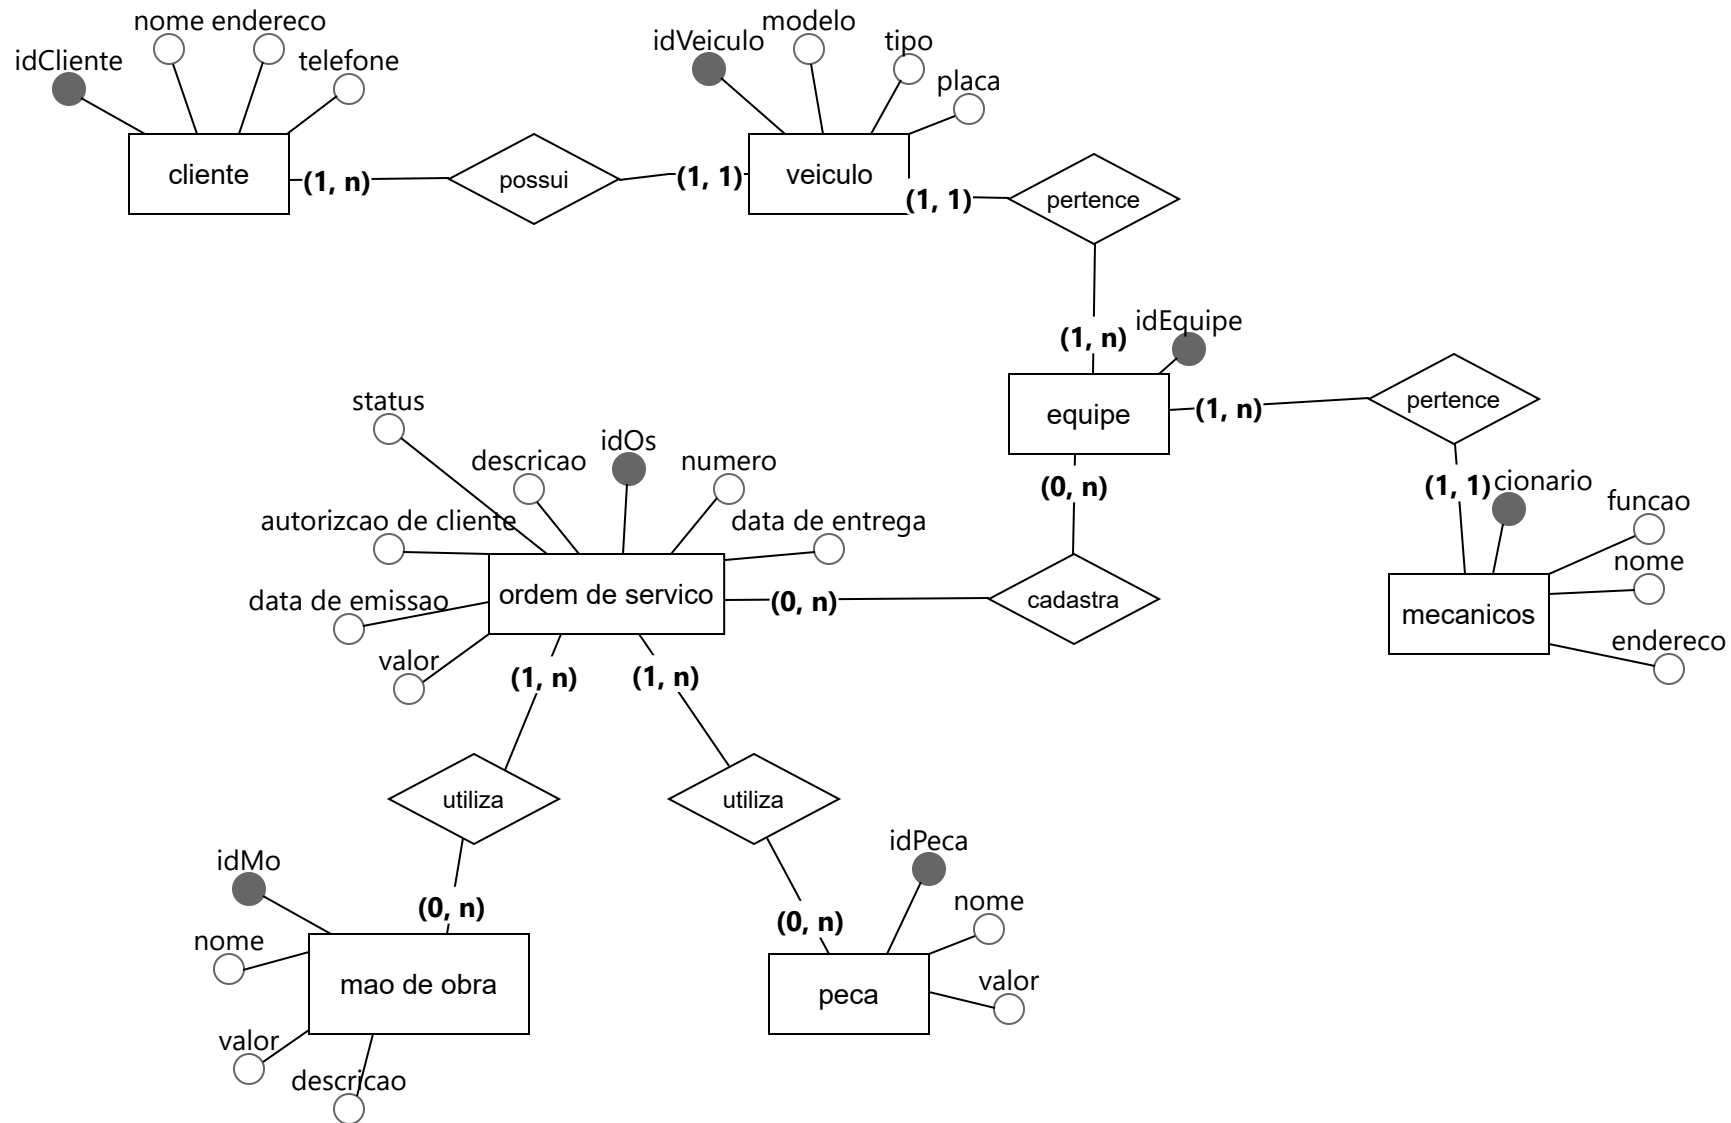 nome endereco
idCliente
telefone
cliente
(1, n)
possui
(1, 1)
idVeiculo
modelo
tipo
placa
veiculo
(1, 1)
pertence
(1, n)
idEquipe
equipe
(1, n)
pertence
(1, 1)
cionario
funcao
nome
endereco
mecanicos
(0, n)
cadastra
(0, n)
status
descricao
idOs
numero
autorizcao de cliente
data de entrega
ordem de servico
data de emissao
valor
(1, n)
(1, n)
utiliza
utiliza
(0, n)
(0, n)
idMo
nome
mao de obra
valor
descricao
idPeca
nome
peca
valor